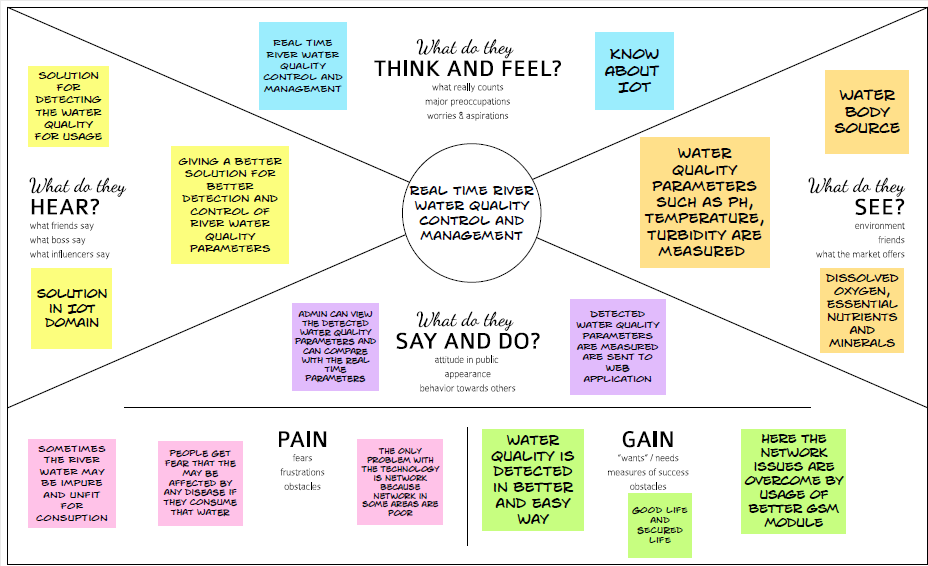 What do they
THINK AND FEEL?
what really counts
major preoccupations
worries & aspirations
REAL TIME
RIVER WATER
QUALITY
CONTROL AND
MANAGEMENT
KNOW
ABOUT
IOT
SOLUTION
FOR
DETECTING
THE WATER
QUALITY
FOR USAGE
GIVING A BETTER
SOLUTION FOR
BETTER
DETECTION AND
CONTROL OF
RIVER WATER
QUALITY
PARAMETERS
What do they
HEAR?
what friends say
what boss say
what influencers say
SOLUTION
IN IOT
DOMAIN
REAL TIME RIVER
WATER QUALITY
CONTROL AND
MANAGEMENT
WATER
QUALITY
PARAMETERS
SUCH AS PH,
TEMPERATURE,
TURBIDITY ARE
MEASURED
WATER
BODY
SOURCE
What do they
SEE?
environment
friends
what the market offers
DISSOLVED
OXYGEN,
ESSENTIAL
NUTRIENTS
AND
MINERALS
ADMIN CAN VIEW
THE DETECTED
WATER QUALITY
PARAMETERS AND
CAN COMPARE
WITH THE REAL
TIME
PARAMETERS
What do they
SAY AND DO?
attitude in public
appearance
behavior towards others
DETECTED
WATER QUALITY
PARAMETERS
ARE MEASURED
ARE SENT TO
WEB
APPLICATION
SOMETIMES
THE RIVER
WATER MAY
BE IMPURE
AND UNFIT
FOR
CONSUPTION
PEOPLE GET
FEAR THAT THE
MAY BE
AFFECTED BY
ANY DISEASE IF
THEY CONSUME
THAT WATER
PAIN
fears
frustrations
obstacles
THE ONLY
PROBLEM WITH
THE TECHNOLOGY
IS NETWORK
BECAUSE
NETWORK IN
SOME AREAS ARE
POOR
WATER
QUALITY IS
DETECTED
IN BETTER
AND EASY
WAY
GAIN
"wants" / needs
measures of success
obstacles
GOOD LIFE
AND
SECURED
LIFE
HERE THE
NETWORK
ISSUES ARE
OVERCOME BY
USAGE OF
BETTER GSM
MODULE